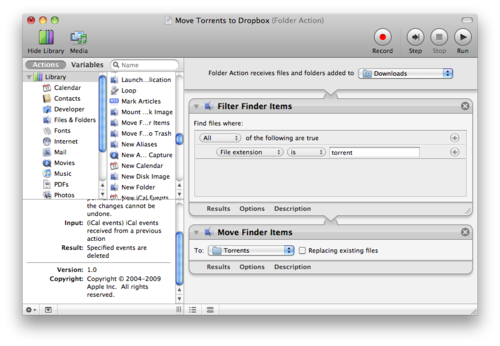 Move Torrents to Dropbox (Folder Action)
Hide Library
Media
Record
Step
Stop
Run
Actions
Variables
Name
Folder Action receives files and folders added to
Downloads
Library
Calendar
Contacts
Developer
Files & Folders
Fonts
Internet
Mail
Movies
Music
PDFs
Photos
Launch...lication
Loop
Mark Articles
Mount ...k Image
Move F...r Items
Move F...o Trash
New Aliases
New A... Capture
New Calendar
New Disk Image
New Folder
New iCal Events
Filter Finder Items
Find files where:
All
of the following are true
File extension
is
torrent
Results Options Description
Move Finder Items
To:
Torrents
Replacing existing files
Results Options Description
the changes cannot be
undone.
Input: (iCal events) iCal events
received from a previous
action
Result: Specified events are
deleted
Version: 1.0
Copyright: Copyright © 2004–2009
Apple Inc. All rights
reserved.